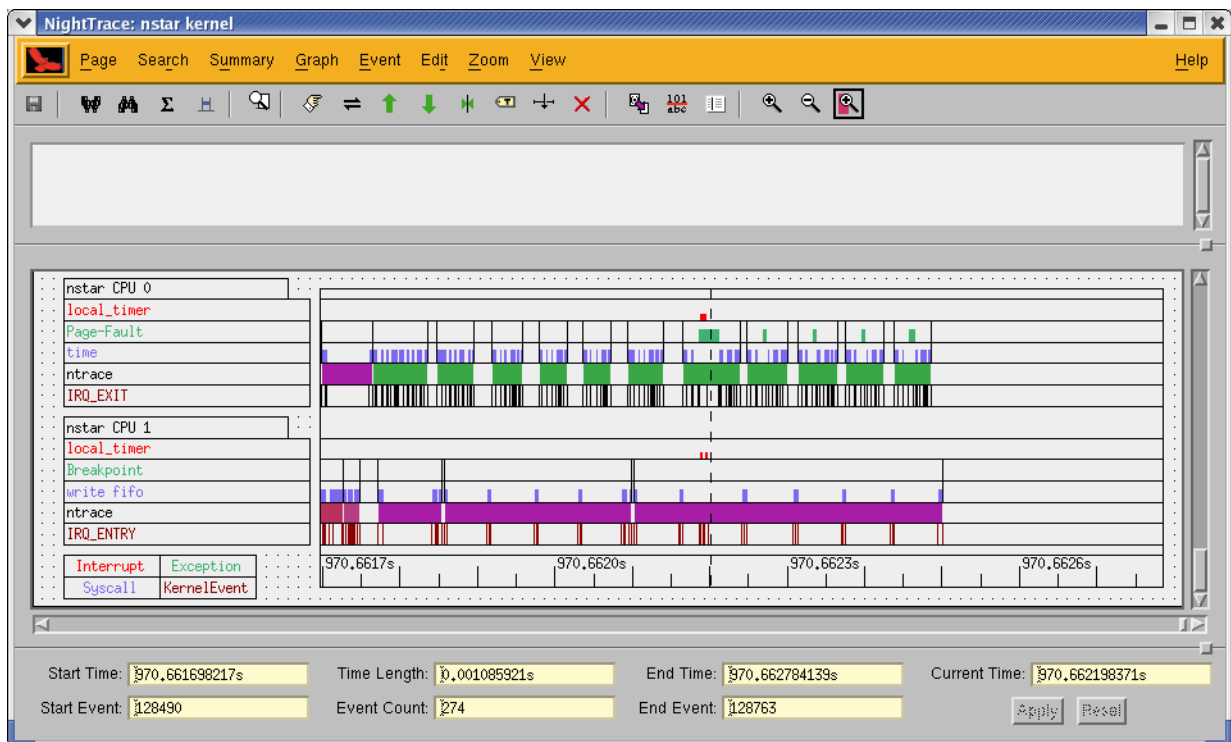 NightTrace: nstar kernel
Page Search Summary Graph Event Edit Zoom View Help
Σ 101 abc
nstar CPU 0
local_timer
Page-Fault
time
ntrace
IRQ_EXIT
nstar CPU 1
local_timer
Breakpoint
write fifo
ntrace
IRQ_ENTRY
Interrupt Exception
Syscall KernelEvent
970.6617s 970.6620s 970.6623s 970.6626s
Start Time: 970.661698217s Time Length: 0.001085921s End Time: 970.662784139s Current Time: 970.662198371s
Start Event: 128490 Event Count: 274 End Event: 128763 Apply Reset